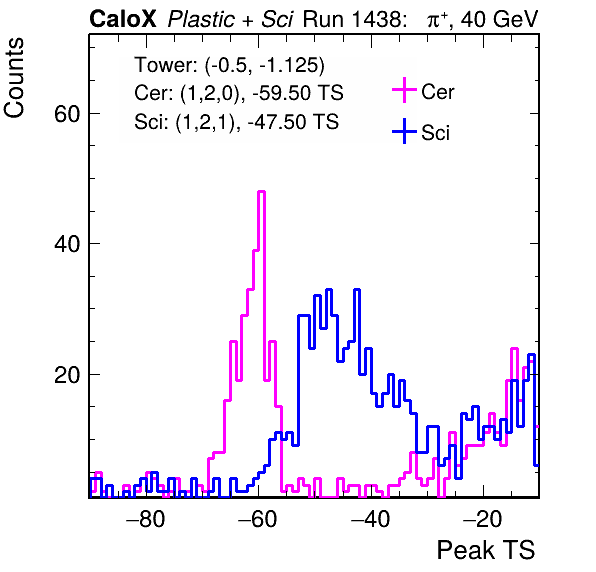 CaloX Plastic + Sci Run 1438: π⁺, 40 GeV
Counts
Tower: (-0.5, -1.125)
Cer: (1,2,0), -59.50 TS
Sci: (1,2,1), -47.50 TS
Cer
Sci
60
40
20
−80 −60 −40 −20
Peak TS